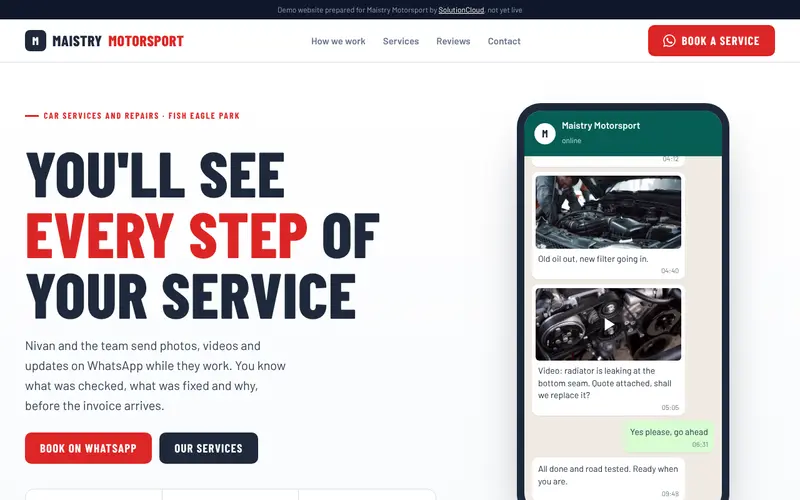 Demo website prepared for Maistry Motorsport by SolutionCloud, not yet live
M MAISTRY MOTORSPORT
How we work
Services
Reviews
Contact
BOOK A SERVICE
CAR SERVICES AND REPAIRS · FISH EAGLE PARK
YOU'LL SEE
EVERY STEP OF
YOUR SERVICE
Nivan and the team send photos, videos and
updates on WhatsApp while they work. You know
what was checked, what was fixed and why,
before the invoice arrives.
BOOK ON WHATSAPP
OUR SERVICES
M
Maistry Motorsport
online
04:12
Old oil out, new filter going in.
04:40
Video: radiator is leaking at the
bottom seam. Quote attached, shall
we replace it?
05:05
Yes please, go ahead
06:31
All done and road tested. Ready when
you are.
09:48